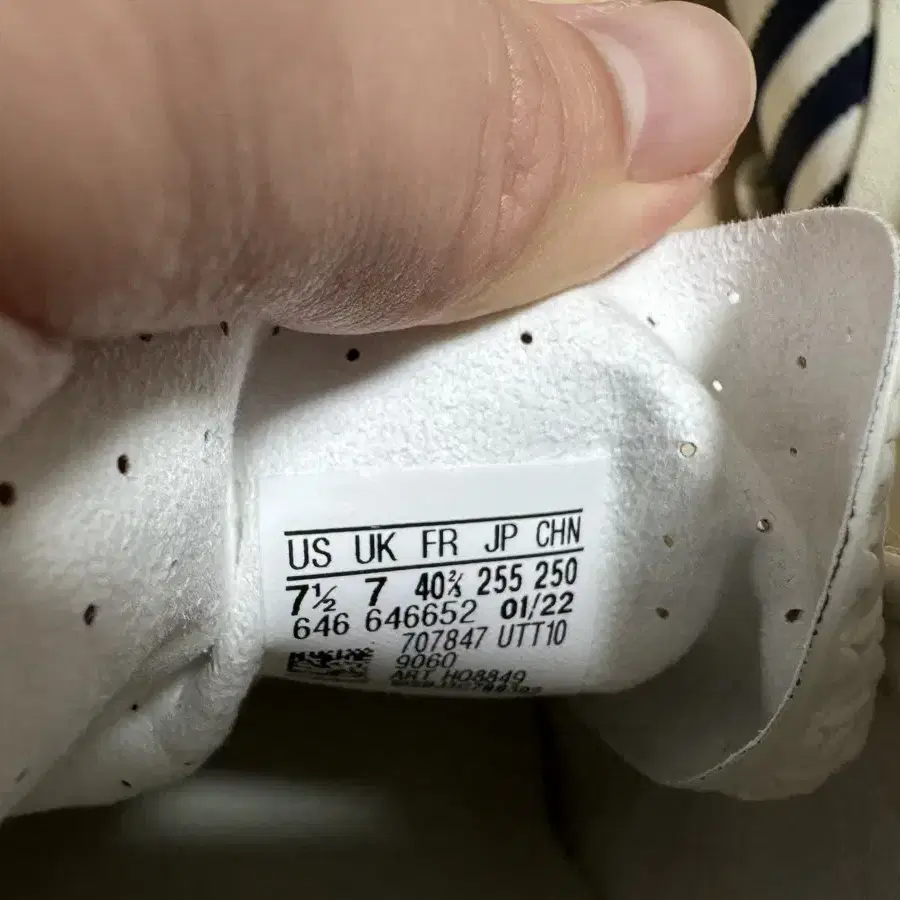 US UK FR JP CHN
7½ 7 40⅔ 255 250
646 646652 01/22
707847 UTT10
9060
ART HO8849